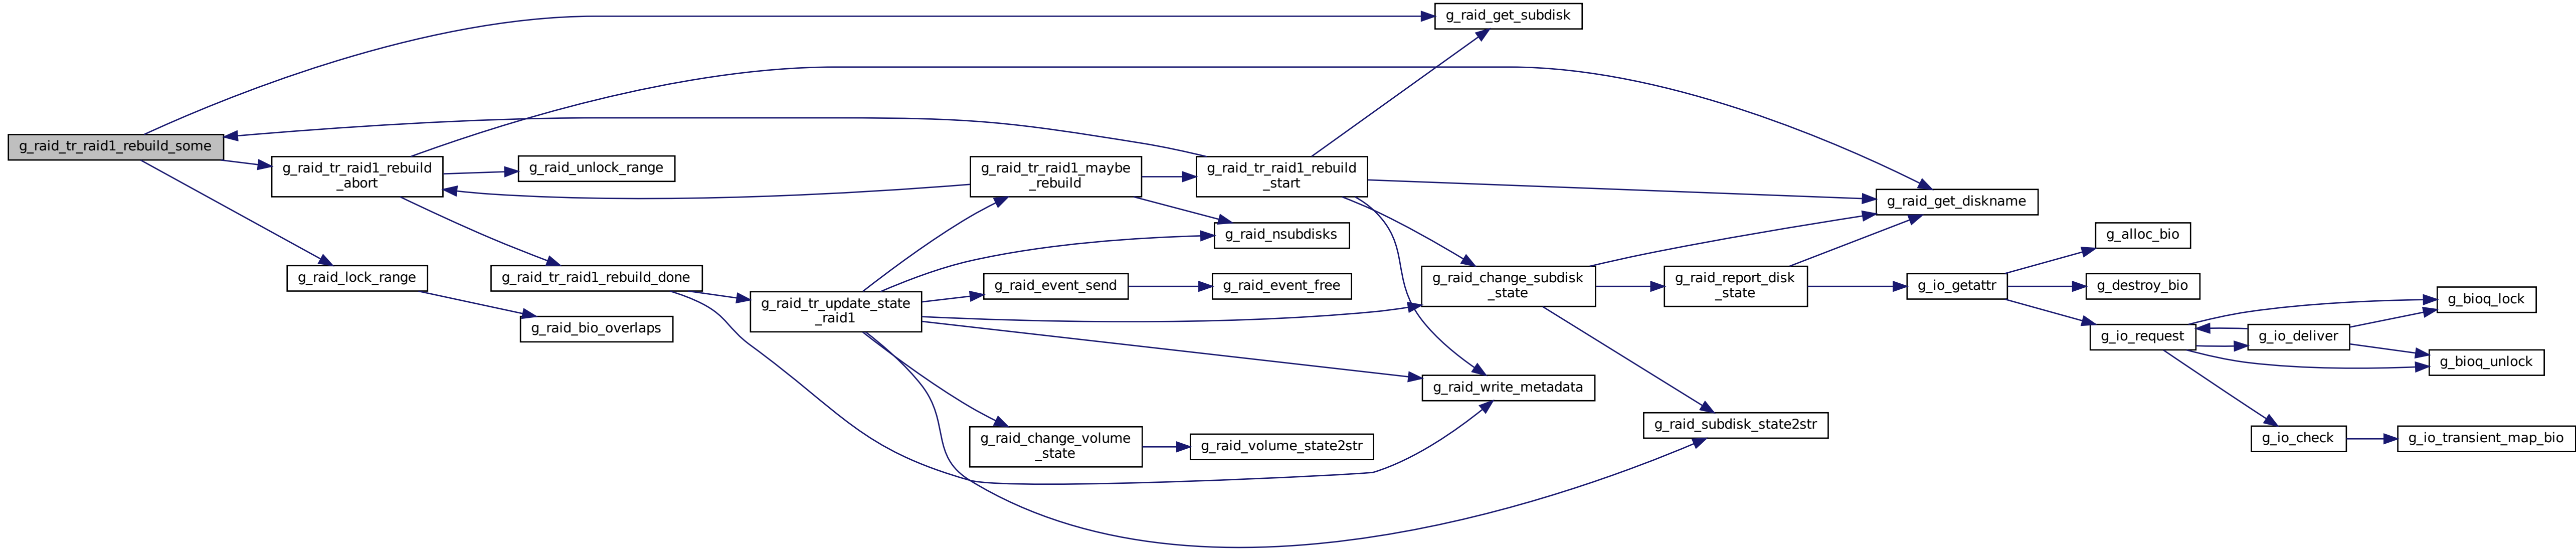 g_raid_get_subdisk
g_raid_tr_raid1_rebuild_some
g_raid_tr_raid1_rebuild
_abort
g_raid_unlock_range
g_raid_lock_range
g_raid_bio_overlaps
g_raid_tr_raid1_rebuild_done
g_raid_tr_update_state
_raid1
g_raid_tr_raid1_maybe
_rebuild
g_raid_tr_raid1_rebuild
_start
g_raid_nsubdisks
g_raid_event_send
g_raid_event_free
g_raid_change_volume
_state
g_raid_volume_state2str
g_raid_change_subdisk
_state
g_raid_write_metadata
g_raid_report_disk
_state
g_raid_subdisk_state2str
g_raid_get_diskname
g_io_getattr
g_alloc_bio
g_destroy_bio
g_io_request
g_io_deliver
g_bioq_lock
g_bioq_unlock
g_io_check
g_io_transient_map_bio